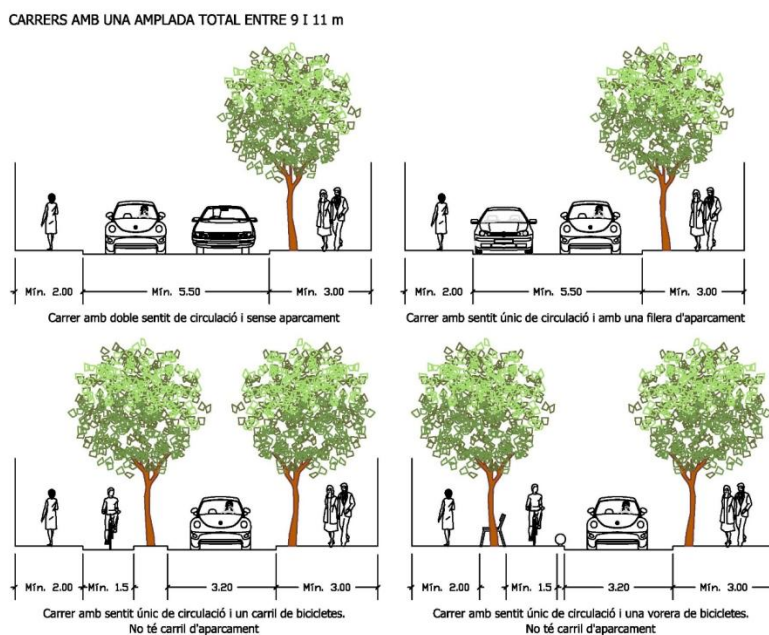 CARRERS AMB UNA AMPLADA TOTAL ENTRE 9 I 11 m
Mín. 2.00 Mín. 5.50 Mín. 3.00
Carrer amb doble sentit de circulació i sense aparcament
Mín. 2.00 Mín. 5.50 Mín. 3.00
Carrer amb sentit únic de circulació i amb una filera d'aparcament
Mín. 2.00 Mín. 1.5 3.20 Mín. 3.00
Carrer amb sentit únic de circulació i un carril de bicicletes.
No té carril d'aparcament
Mín. 2.00 Mín. 1.5 3.20 Mín. 3.00
Carrer amb sentit únic de circulació i una vorera de bicicletes.
No té carril d'aparcament